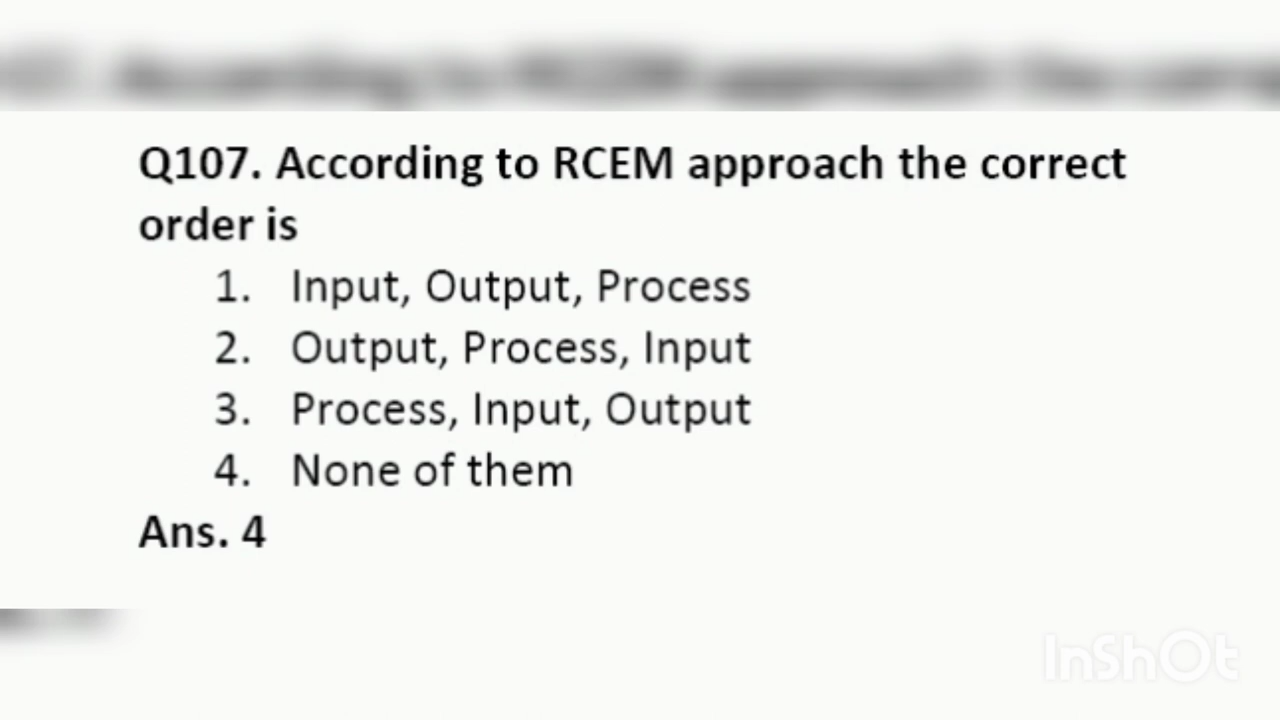 Q107. According to RCEM approach the correct
order is
1. Input, Output, Process
2. Output, Process, Input
3. Process, Input, Output
4. None of them
Ans. 4
InShOt